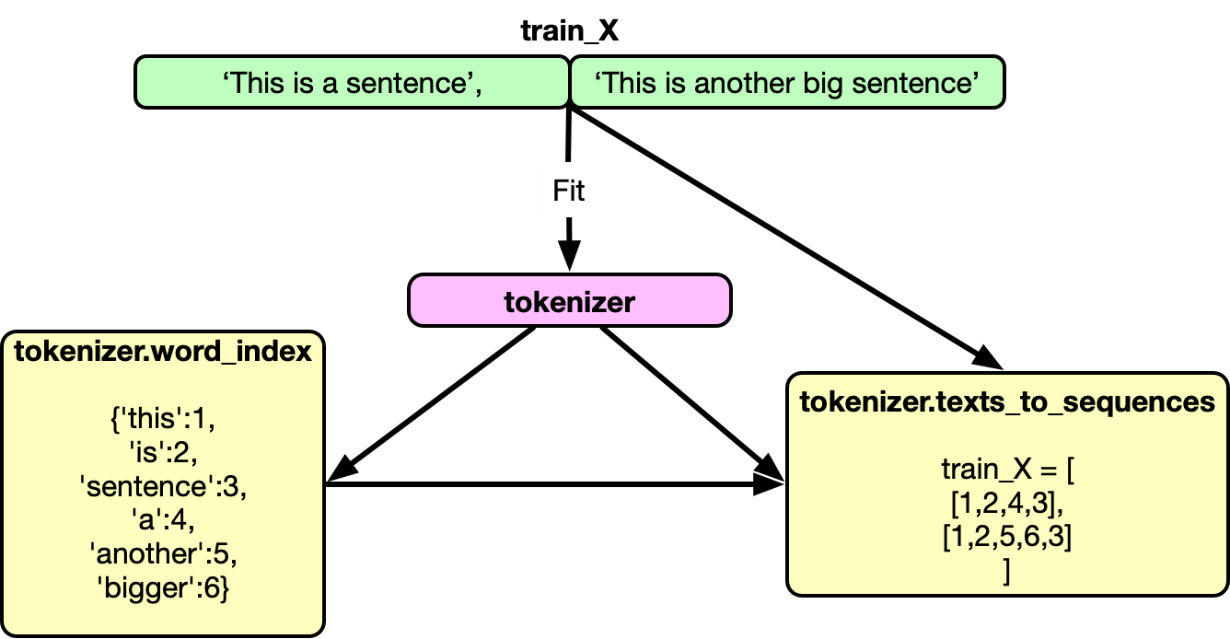 train_X
‘This is a sentence’,
‘This is another big sentence’
Fit
tokenizer
tokenizer.word_index
{'this':1,
'is':2,
'sentence':3,
'a':4,
'another':5,
'bigger':6}
tokenizer.texts_to_sequences
train_X = [
[1,2,4,3],
[1,2,5,6,3]
]